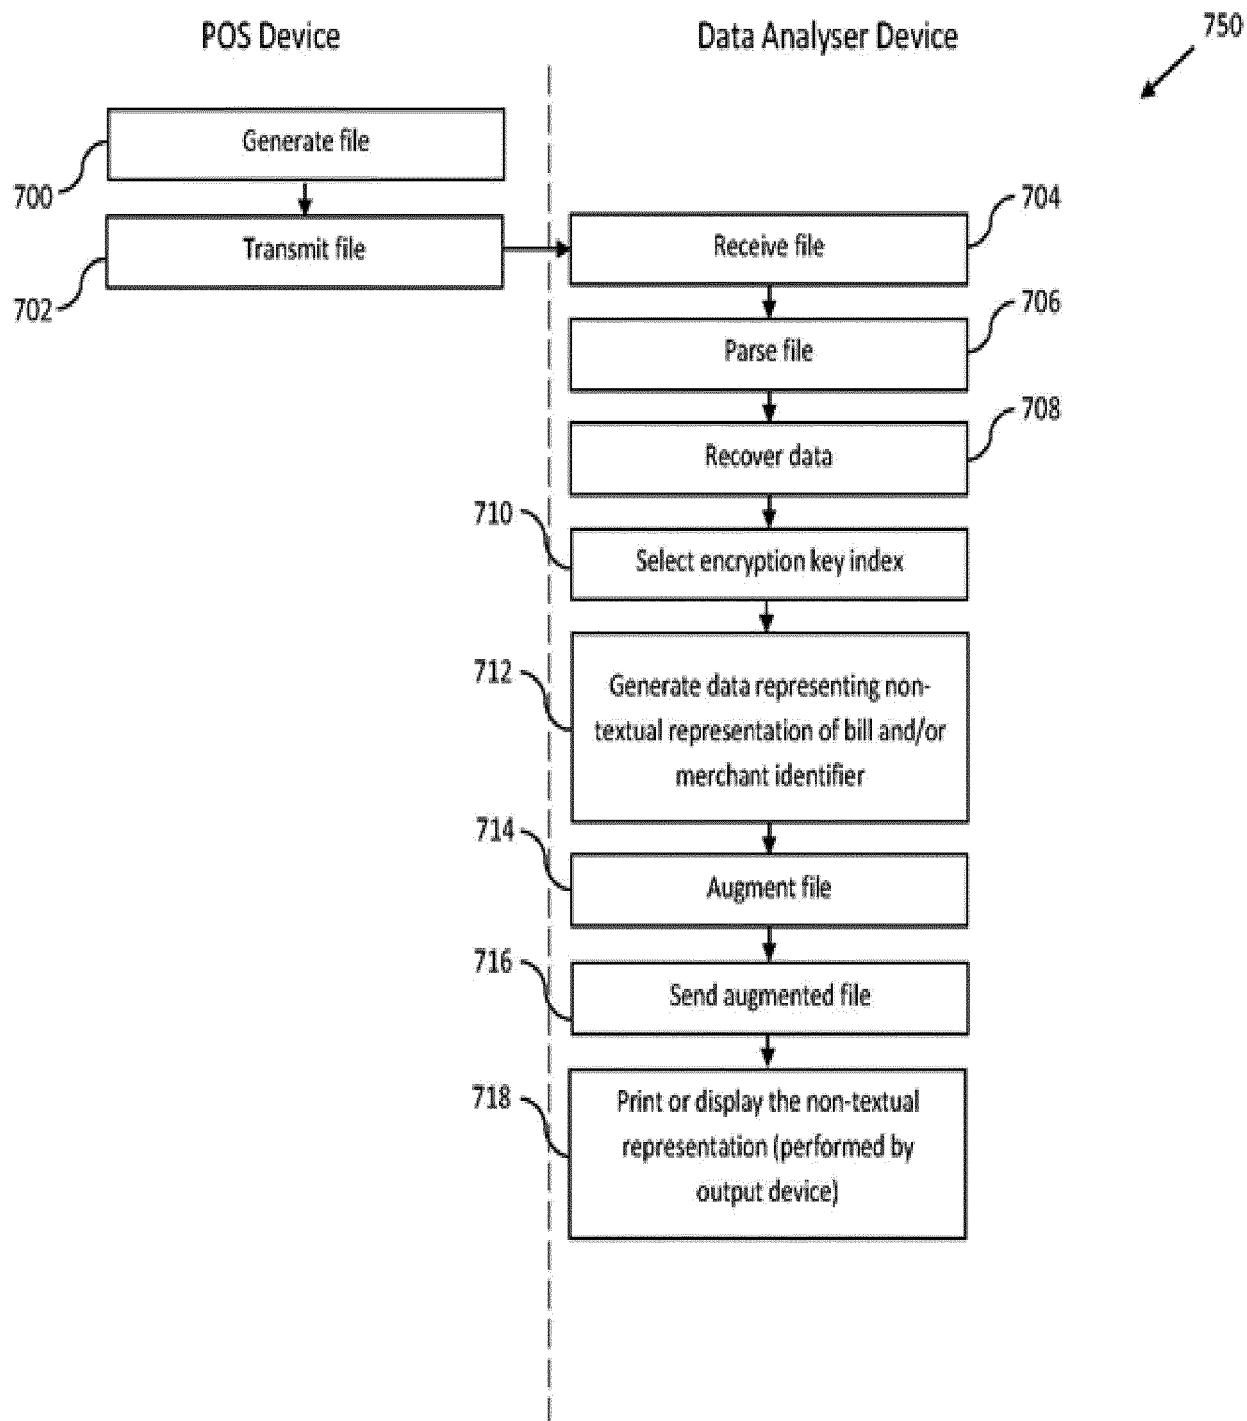 POS Device
Data Analyser Device
750
Generate file
700
Transmit file
702
Receive file
704
Parse file
706
Recover data
708
710
Select encryption key index
712
Generate data representing non-
textual representation of bill and/or
merchant identifier
714
Augment file
716
Send augmented file
718
Print or display the non-textual
representation (performed by
output device)